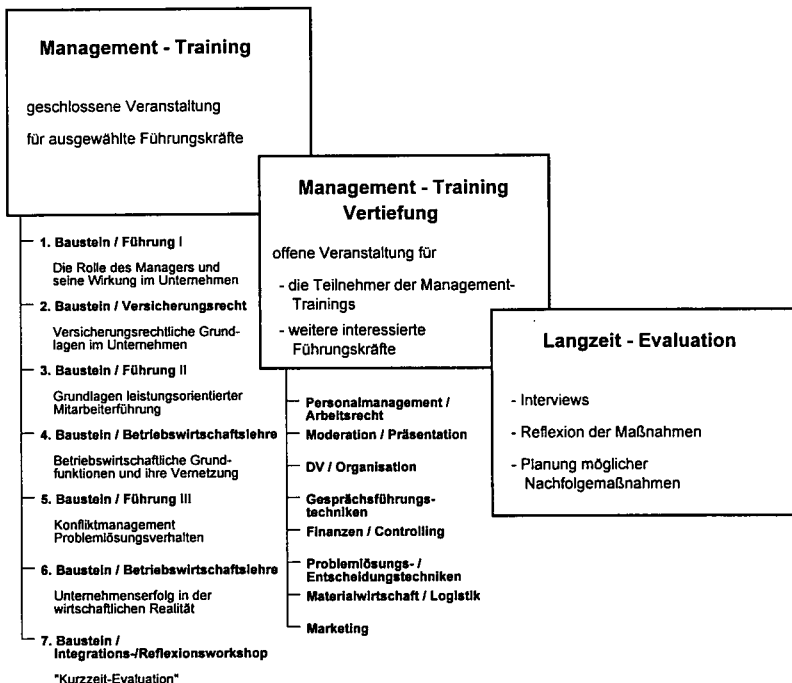 Management - Training
geschlossene Veranstaltung
für ausgewählte Führungskräfte
1. Baustein / Führung I
Die Rolle des Managers und
seine Wirkung im Unternehmen
2. Baustein / Versicherungsrecht
Versicherungsrechtliche Grund-
lagen im Unternehmen
3. Baustein / Führung II
Grundlagen leistungsorientierter
Mitarbeiterführung
4. Baustein / Betriebswirtschaftslehre
Betriebswirtschaftliche Grund-
funktionen und ihre Vernetzung
5. Baustein / Führung III
Konfliktmanagement
Problemlösungsverhalten
6. Baustein / Betriebswirtschaftslehre
Unternehmenserfolg in der
wirtschaftlichen Realität
7. Baustein /
Integrations-/Reflexionsworkshop
"Kurzzeit-Evaluation"
Management - Training
Vertiefung
offene Veranstaltung für
- die Teilnehmer der Management-
Trainings
- weitere interessierte
Führungskräfte
Personalmanagement /
Arbeitsrecht
Moderation / Präsentation
DV / Organisation
Gesprächsführungs-
techniken
Finanzen / Controlling
Problemlösungs- /
Entscheidungstechniken
Materialwirtschaft / Logistik
Marketing
Langzeit - Evaluation
- Interviews
- Reflexion der Maßnahmen
- Planung möglicher
Nachfolgemaßnahmen